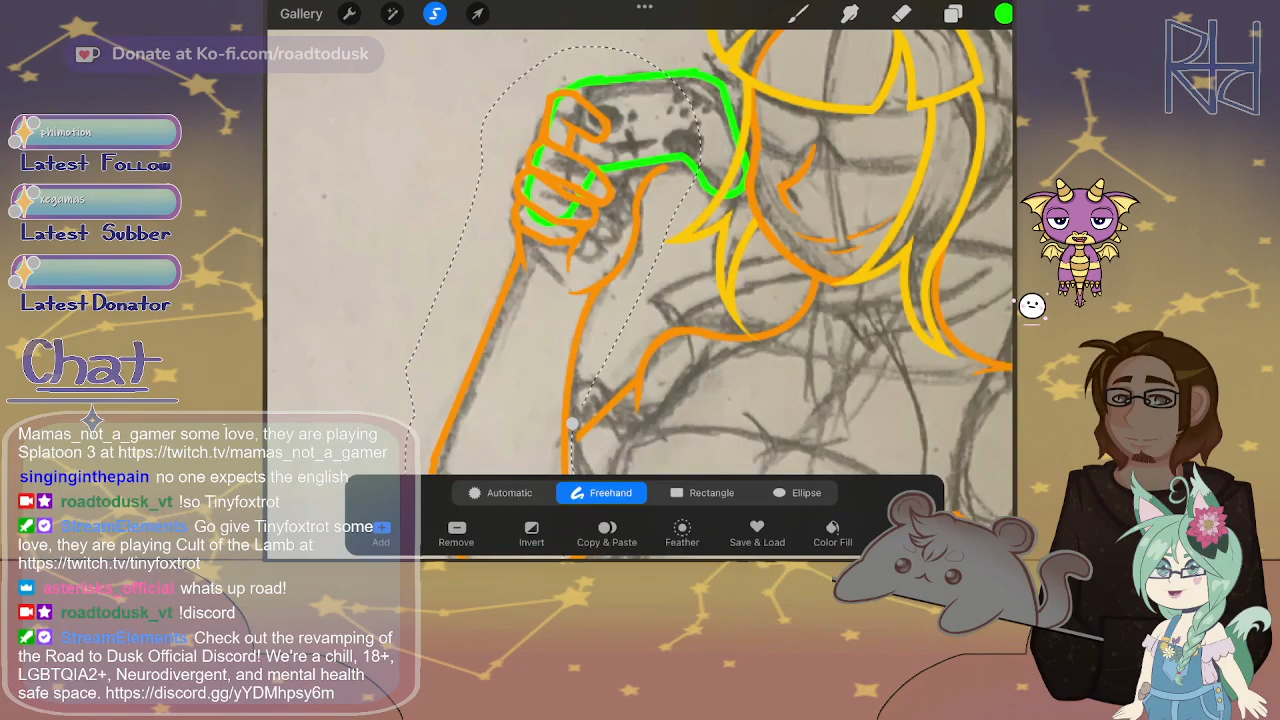 Gallery
Donate at Ko-fi.com/roadtodusk
phimotion
Latest Follow
xcgamas
Latest Subber
Latest Donator
Chat
Mamas_not_a_gamer some love, they are playing
Splatoon 3 at https://twitch.tv/mamas_not_a_gamer
singinginthepain no one expects the english
roadtodusk_vt !so Tinyfoxtrot
StreamElements Go give Tinyfoxtrot some
love, they are playing Cult of the Lamb at
https://twitch.tv/tinyfoxtrot
asterisks_official whats up road!
roadtodusk_vt !discord
StreamElements Check out the revamping of
the Road to Dusk Official Discord! We're a chill, 18+,
LGBTQIA2+, Neurodivergent, and mental health
safe space. https://discord.gg/yYDMhpsy6m
Automatic
Freehand
Rectangle
Ellipse
Add
Remove
Invert
Copy & Paste
Feather
Save & Load
Color Fill